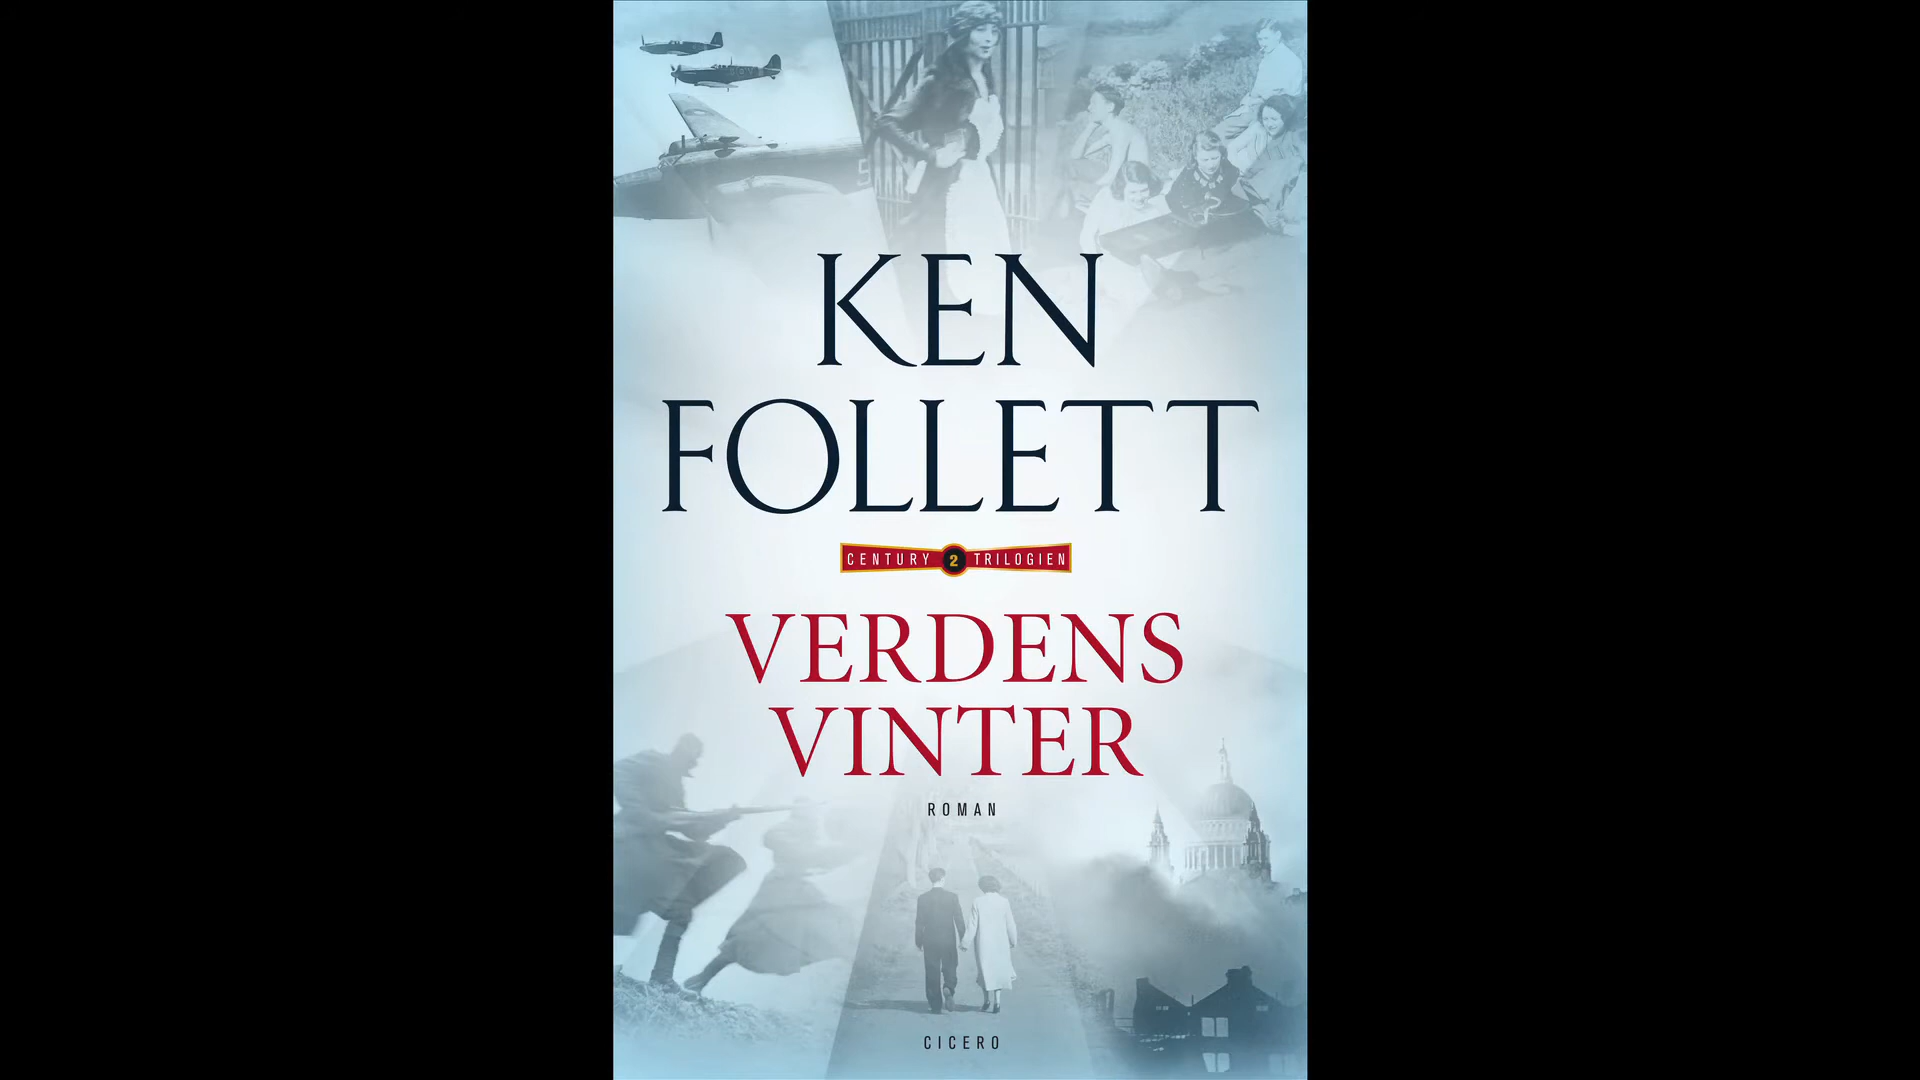 KEN
FOLLETT
CENTURY 2 TRILOGIEN
VERDENS
VINTER
ROMAN
CICERO